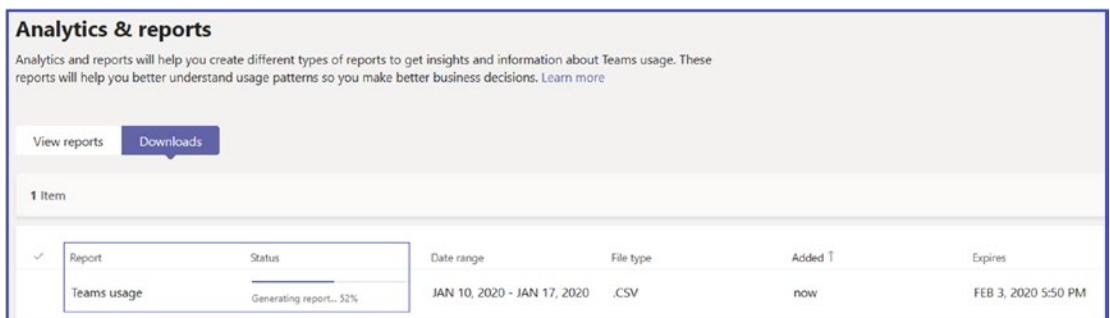 Analytics & reports
Analytics and reports will help you create different types of reports to get insights and information about Teams usage. These
reports will help you better understand usage patterns so you make better business decisions. Learn more
View reports Downloads
1 Item
Report Status Date range File type Added ↑ Expires
Teams usage Generating report... 52% JAN 10, 2020 - JAN 17, 2020 .CSV now FEB 3, 2020 5:50 PM